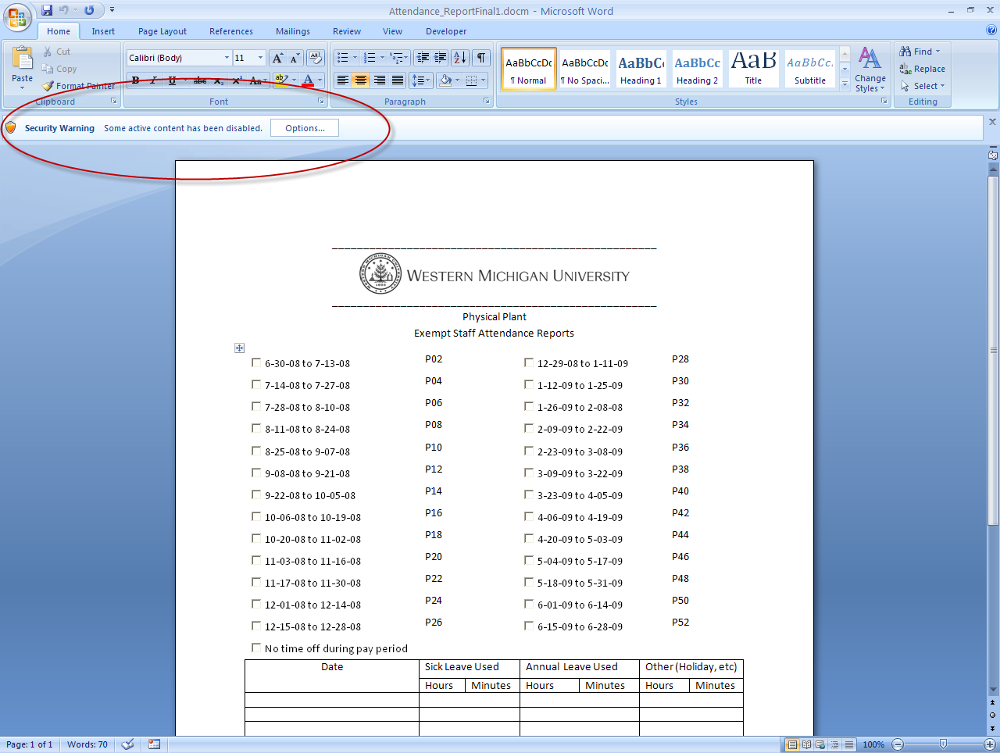 Attendance_ReportFinal1.docm - Microsoft Word
Home Insert Page Layout References Mailings Review View Developer
Paste
Cut
Copy
Format Painter
Clipboard
Calibri (Body) 11
B I U abc x₂ x² Aa ab A
Font
Paragraph
AaBbCcDc AaBbCcDc AaBbC AaBbCc AaB AaBbCc.
¶ Normal ¶ No Spaci... Heading 1 Heading 2 Title Subtitle
Change Styles
Styles
Find
Replace
Select
Editing
Security Warning Some active content has been disabled. Options...
WESTERN MICHIGAN UNIVERSITY
Physical Plant
Exempt Staff Attendance Reports
6-30-08 to 7-13-08 P02 12-29-08 to 1-11-09 P28
7-14-08 to 7-27-08 P04 1-12-09 to 1-25-09 P30
7-28-08 to 8-10-08 P06 1-26-09 to 2-08-08 P32
8-11-08 to 8-24-08 P08 2-09-09 to 2-22-09 P34
8-25-08 to 9-07-08 P10 2-23-09 to 3-08-09 P36
9-08-08 to 9-21-08 P12 3-09-09 to 3-22-09 P38
9-22-08 to 10-05-08 P14 3-23-09 to 4-05-09 P40
10-06-08 to 10-19-08 P16 4-06-09 to 4-19-09 P42
10-20-08 to 11-02-08 P18 4-20-09 to 5-03-09 P44
11-03-08 to 11-16-08 P20 5-04-09 to 5-17-09 P46
11-17-08 to 11-30-08 P22 5-18-09 to 5-31-09 P48
12-01-08 to 12-14-08 P24 6-01-09 to 6-14-09 P50
12-15-08 to 12-28-08 P26 6-15-09 to 6-28-09 P52
No time off during pay period
Date Sick Leave Used Annual Leave Used Other (Holiday, etc)
Hours Minutes Hours Minutes Hours Minutes
Page: 1 of 1 Words: 70 100%